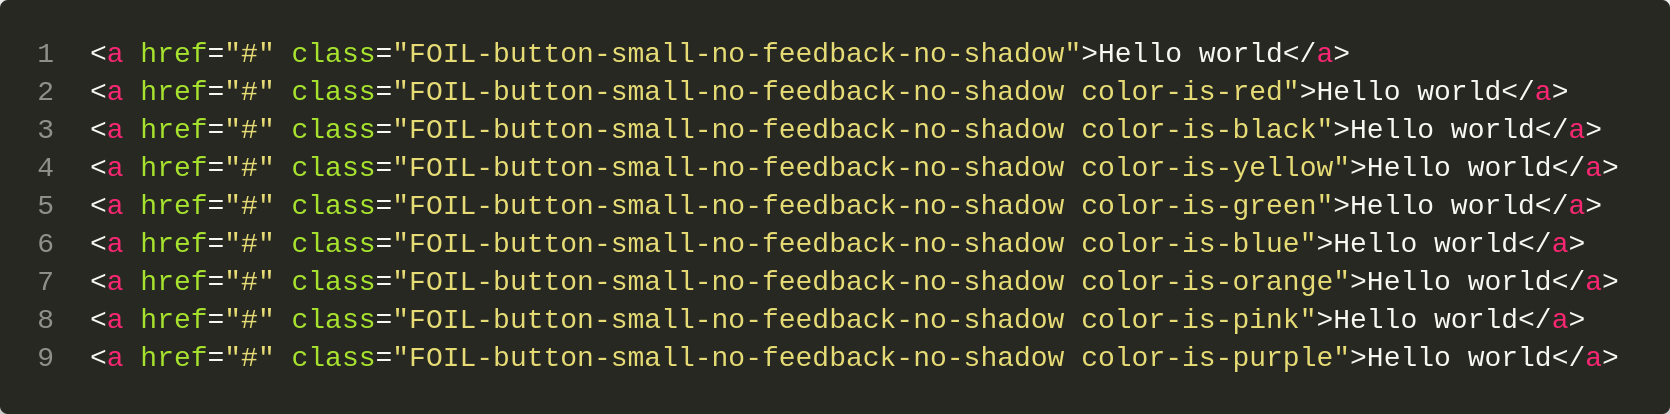 1 <a href="#" class="FOIL-button-small-no-feedback-no-shadow">Hello world</a>
2 <a href="#" class="FOIL-button-small-no-feedback-no-shadow color-is-red">Hello world</a>
3 <a href="#" class="FOIL-button-small-no-feedback-no-shadow color-is-black">Hello world</a>
4 <a href="#" class="FOIL-button-small-no-feedback-no-shadow color-is-yellow">Hello world</a>
5 <a href="#" class="FOIL-button-small-no-feedback-no-shadow color-is-green">Hello world</a>
6 <a href="#" class="FOIL-button-small-no-feedback-no-shadow color-is-blue">Hello world</a>
7 <a href="#" class="FOIL-button-small-no-feedback-no-shadow color-is-orange">Hello world</a>
8 <a href="#" class="FOIL-button-small-no-feedback-no-shadow color-is-pink">Hello world</a>
9 <a href="#" class="FOIL-button-small-no-feedback-no-shadow color-is-purple">Hello world</a>